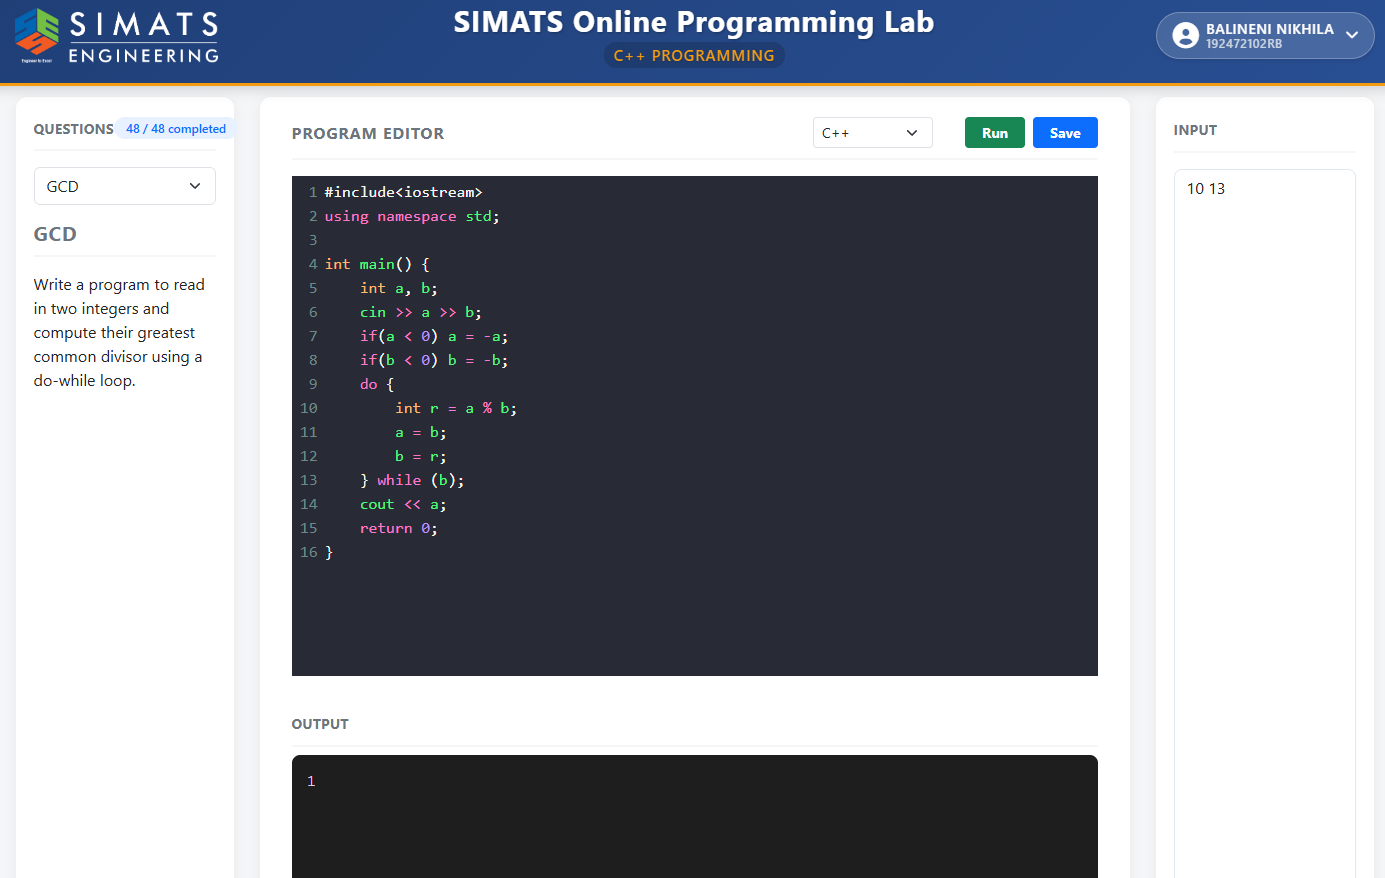 SIMATS
ENGINEERING
Engineer to Excel
SIMATS Online Programming Lab
C++ PROGRAMMING
BALINENI NIKHILA
192472102RB
QUESTIONS 48 / 48 completed
GCD
GCD
Write a program to read
in two integers and
compute their greatest
common divisor using a
do-while loop.
PROGRAM EDITOR
C++
Run
Save
1 #include<iostream>
2 using namespace std;
3
4 int main() {
5     int a, b;
6     cin >> a >> b;
7     if(a < 0) a = -a;
8     if(b < 0) b = -b;
9     do {
10         int r = a % b;
11         a = b;
12         b = r;
13     } while (b);
14     cout << a;
15     return 0;
16 }
OUTPUT
1
INPUT
10 13